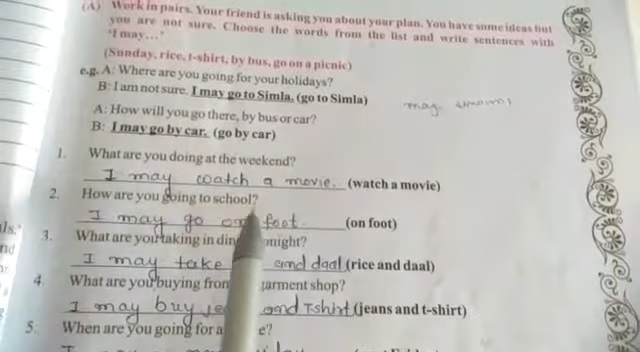 (A) Work in pairs. Your friend is asking you about your plan. You have some ideas but
you are not sure. Choose the words from the list and write sentences with
'I may...'
(Sunday, rice, t-shirt, by bus, go on a picnic)
e.g. A: Where are you going for your holidays?
B: I am not sure. I may go to Simla. (go to Simla)
may
A: How will you go there, by bus or car?
B: I may go by car. (go by car)
1. What are you doing at the weekend?
I may watch a movie. (watch a movie)
2. How are you going to school?
I may go on foot (on foot)
3. What are you taking in din onight?
I may take and daal (rice and daal)
4. What are you buying from garment shop?
I may buy je and Tshirt (jeans and t-shirt)
5. When are you going for a e?
I